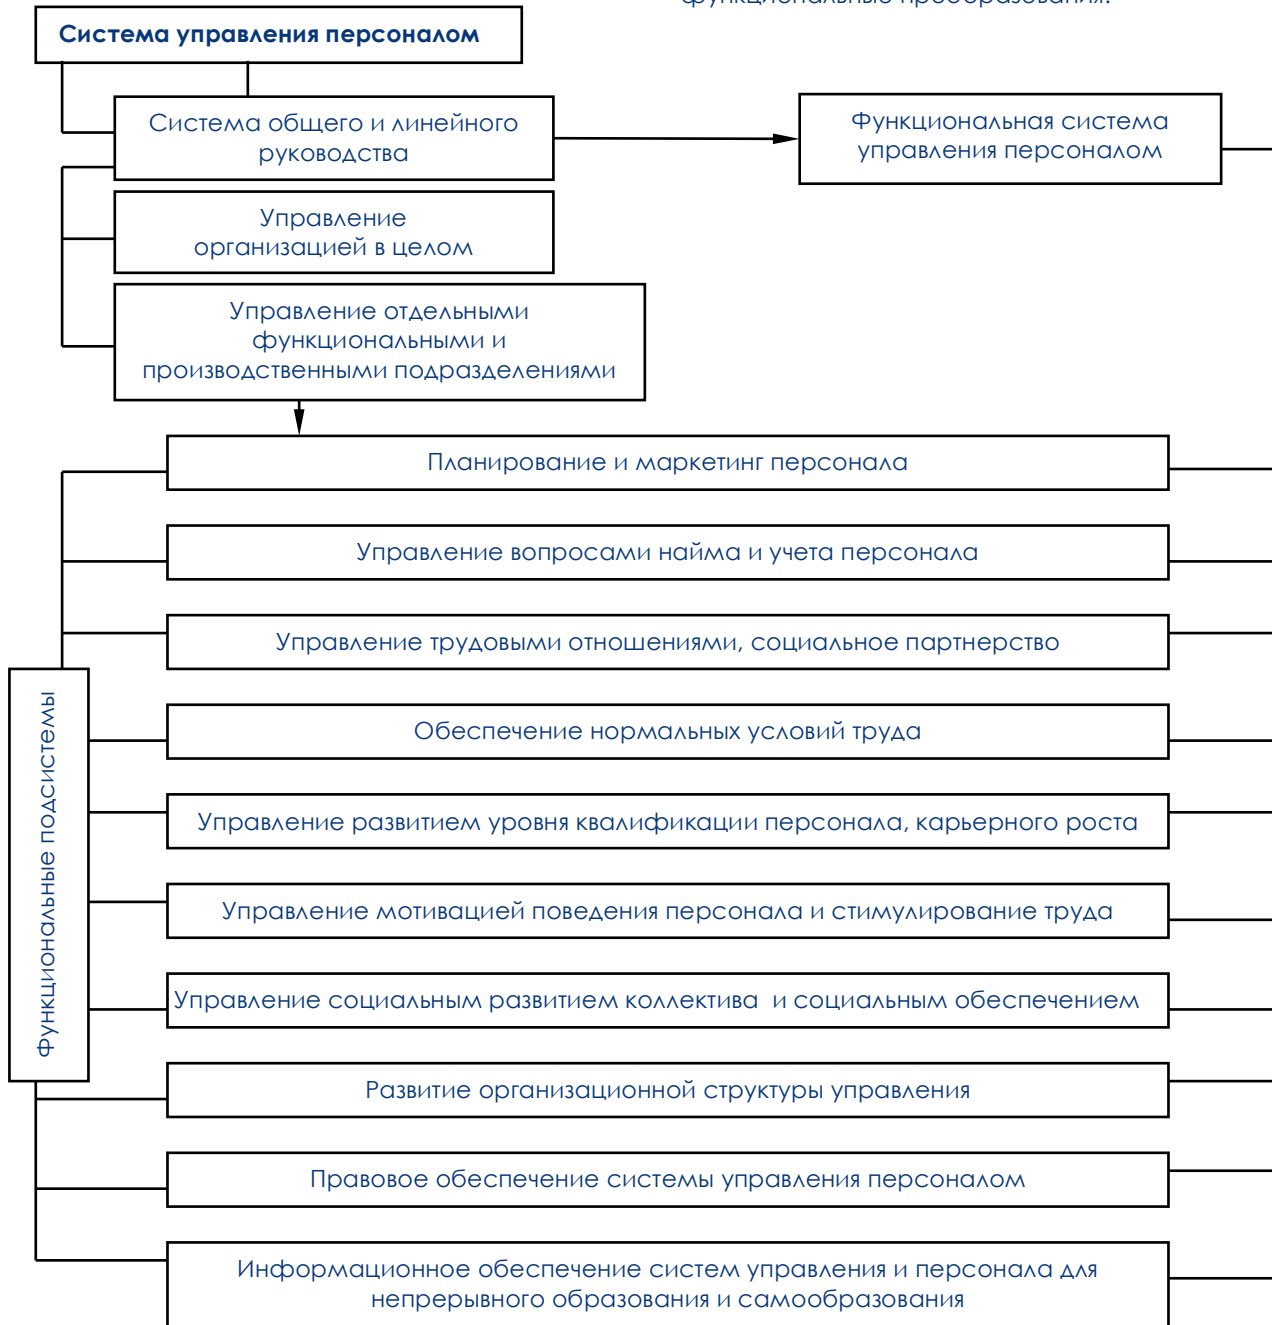 функциональные преобразования.
Система управления персоналом
Система общего и линейного
руководства
Функциональная система
управления персоналом
Управление
организацией в целом
Управление отдельными
функциональными и
производственными подразделениями
Планирование и маркетинг персонала
Управление вопросами найма и учета персонала
Управление трудовыми отношениями, социальное партнерство
Обеспечение нормальных условий труда
Управление развитием уровня квалификации персонала, карьерного роста
Управление мотивацией поведения персонала и стимулирование труда
Управление социальным развитием коллектива и социальным обеспечением
Развитие организационной структуры управления
Правовое обеспечение системы управления персоналом
Информационное обеспечение систем управления и персонала для
непрерывного образования и самообразования
Функциональные подсистемы